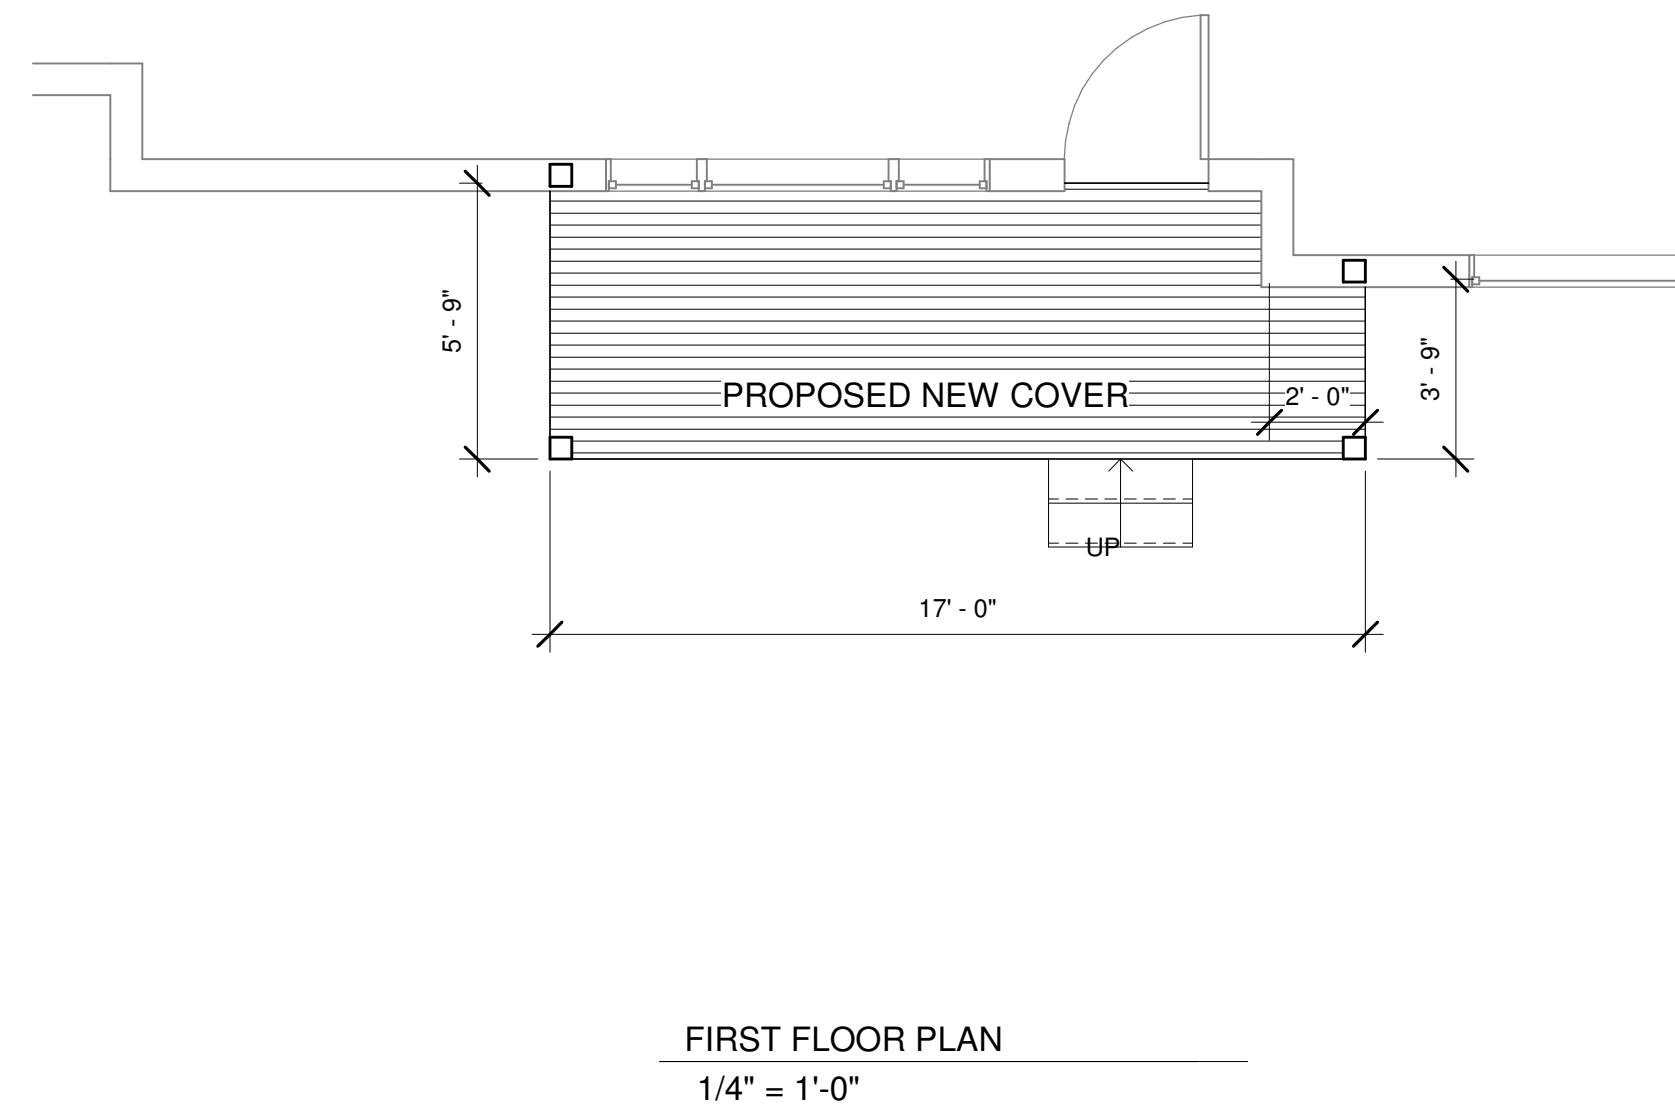 5' - 9"
3' - 9"
PROPOSED NEW COVER
2' - 0"
UP
17' - 0"
FIRST FLOOR PLAN
1/4" = 1'-0"